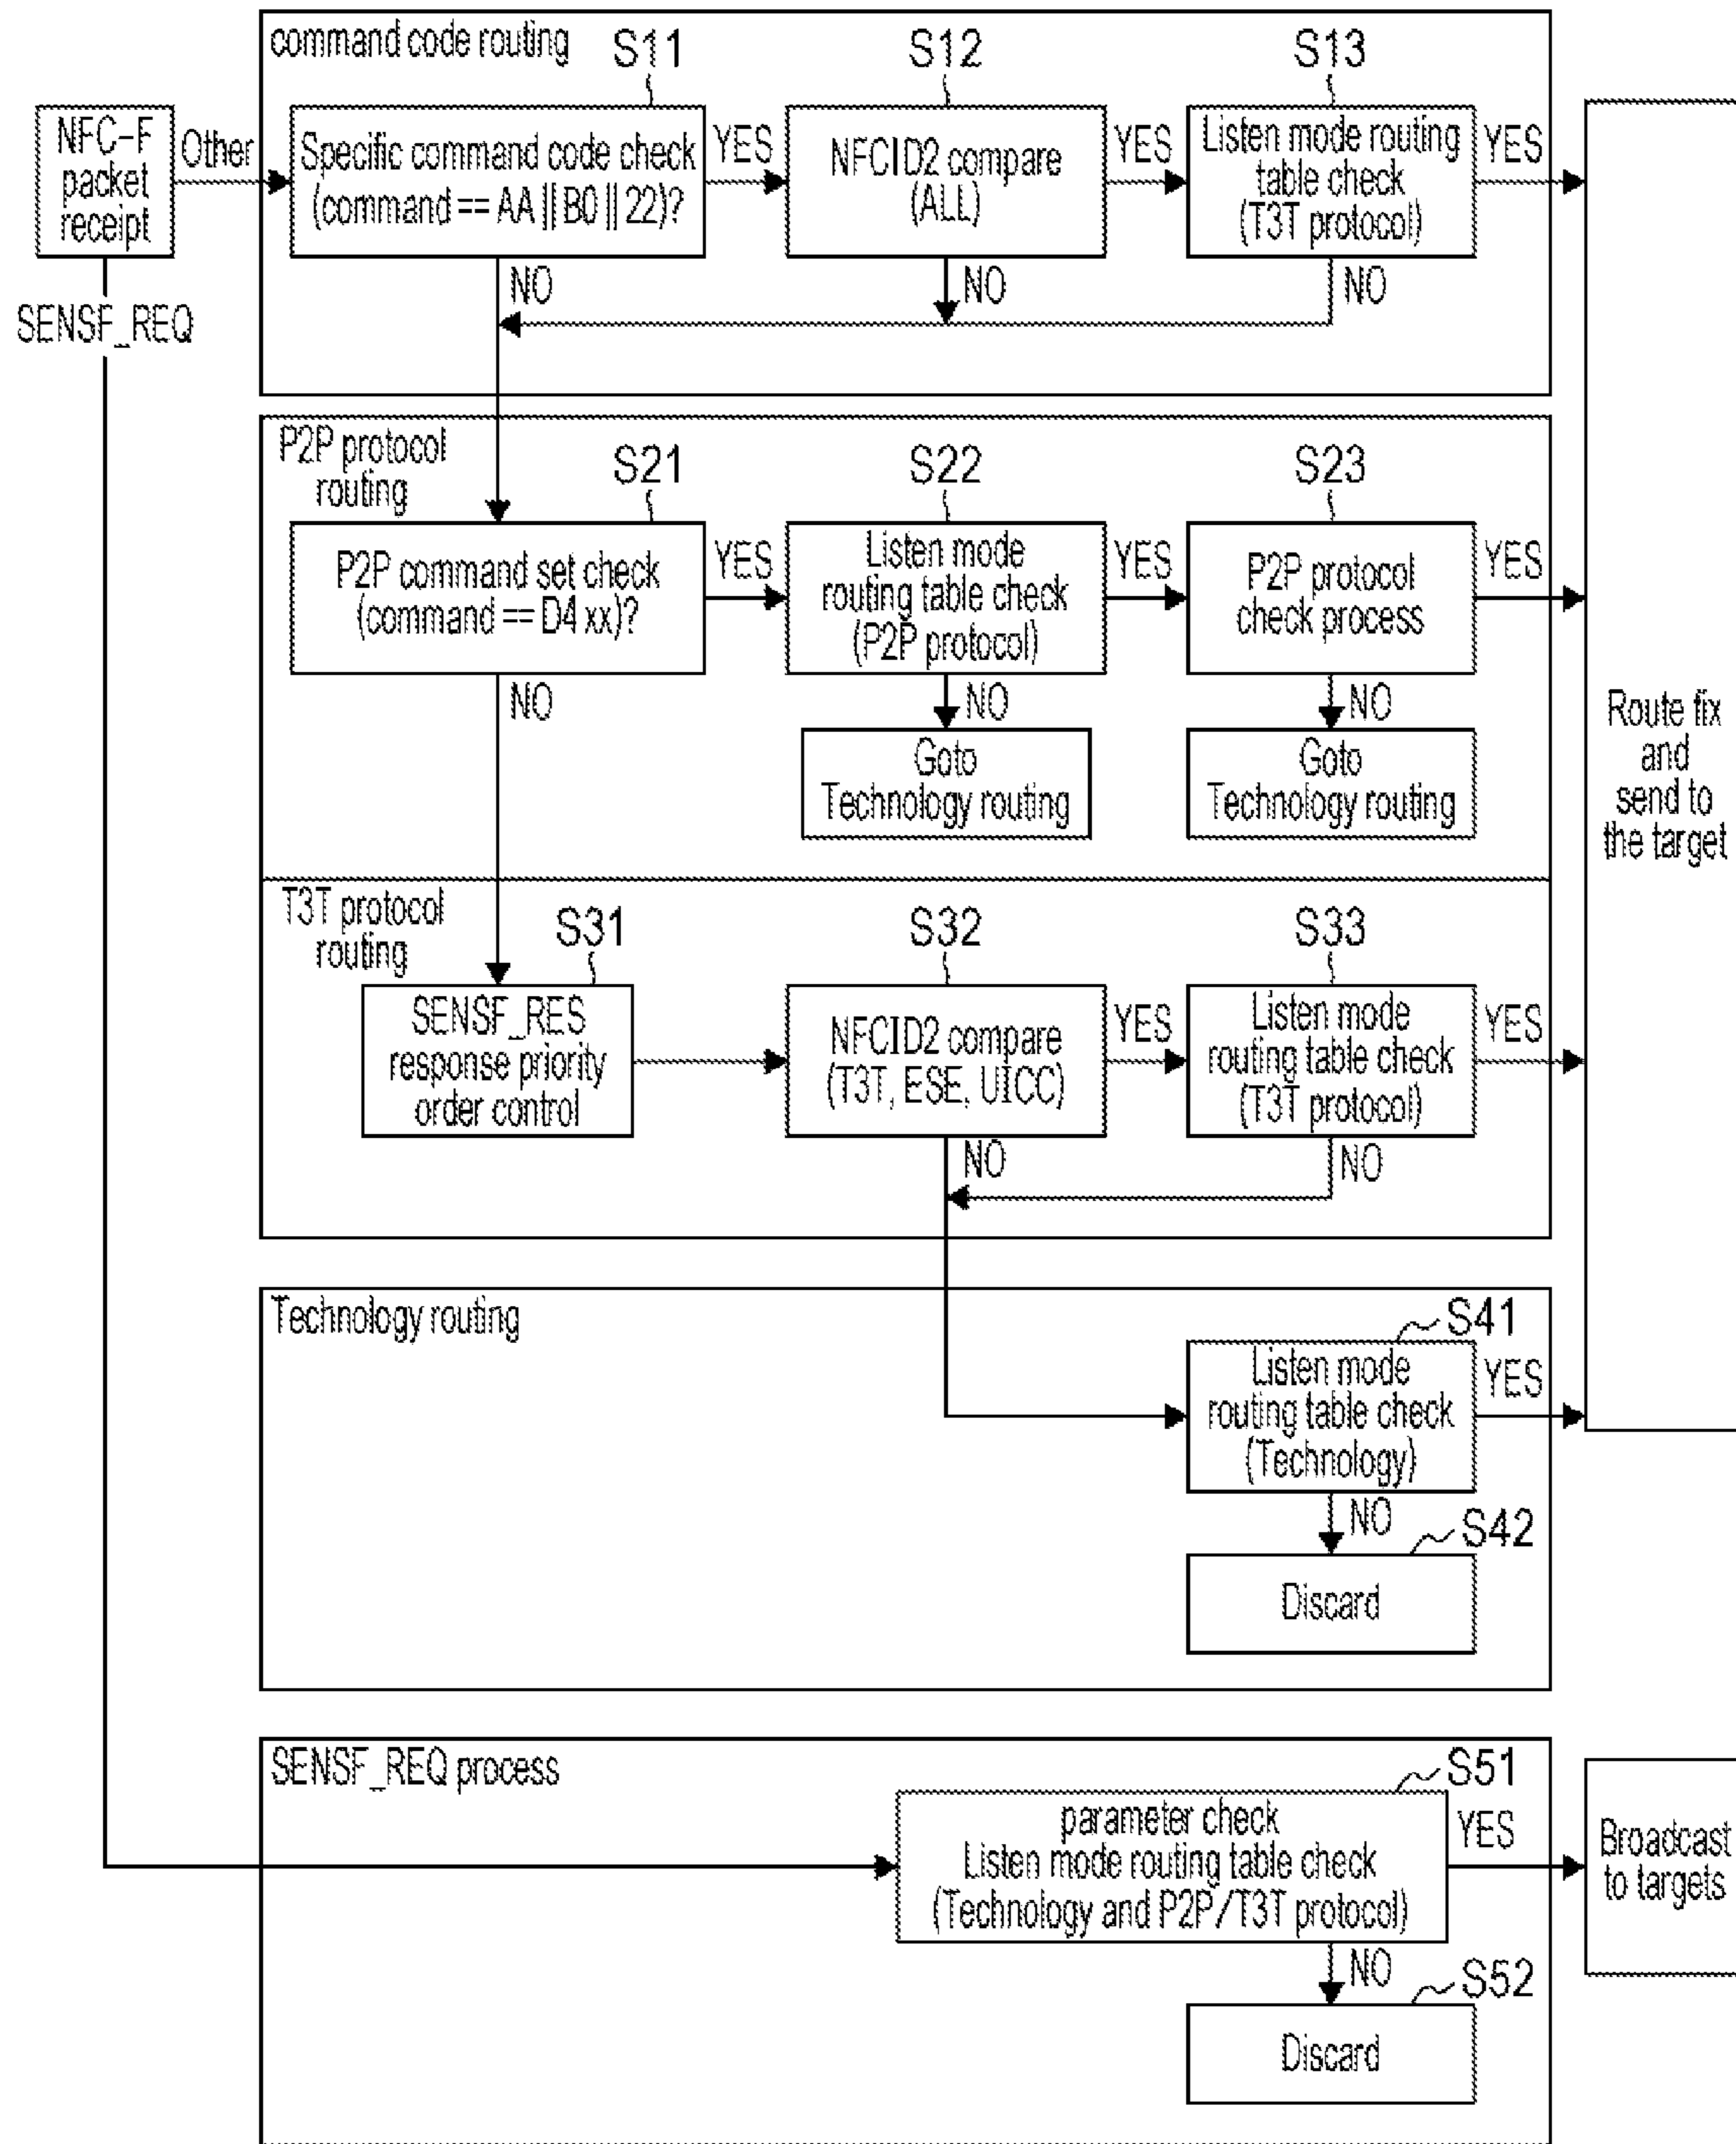 command code routing
S11
S12
S13
NFC-F
packet
receipt
Other
Specific command code check
(command == AA || B0 || 22)?
YES
NFCID2 compare
(ALL)
YES
Listen mode routing
table check
(T3T protocol)
YES
NO
NO
NO
SENSF_REQ
P2P protocol
routing
S21
S22
S23
P2P command set check
(command == D4 xx)?
YES
Listen mode
routing table check
(P2P protocol)
YES
P2P protocol
check process
YES
NO
NO
NO
Goto
Technology routing
Goto
Technology routing
Route fix
and
send to
the target
T3T protocol
routing
S31
S32
S33
SENSF_RES
response priority
order control
NFCID2 compare
(T3T, ESE, UICC)
YES
Listen mode
routing table check
(T3T protocol)
YES
NO
NO
Technology routing
S41
Listen mode
routing table check
(Technology)
YES
NO
S42
Discard
SENSF_REQ process
S51
parameter check
Listen mode routing table check
(Technology and P2P/T3T protocol)
YES
Broadcast
to targets
NO
S52
Discard